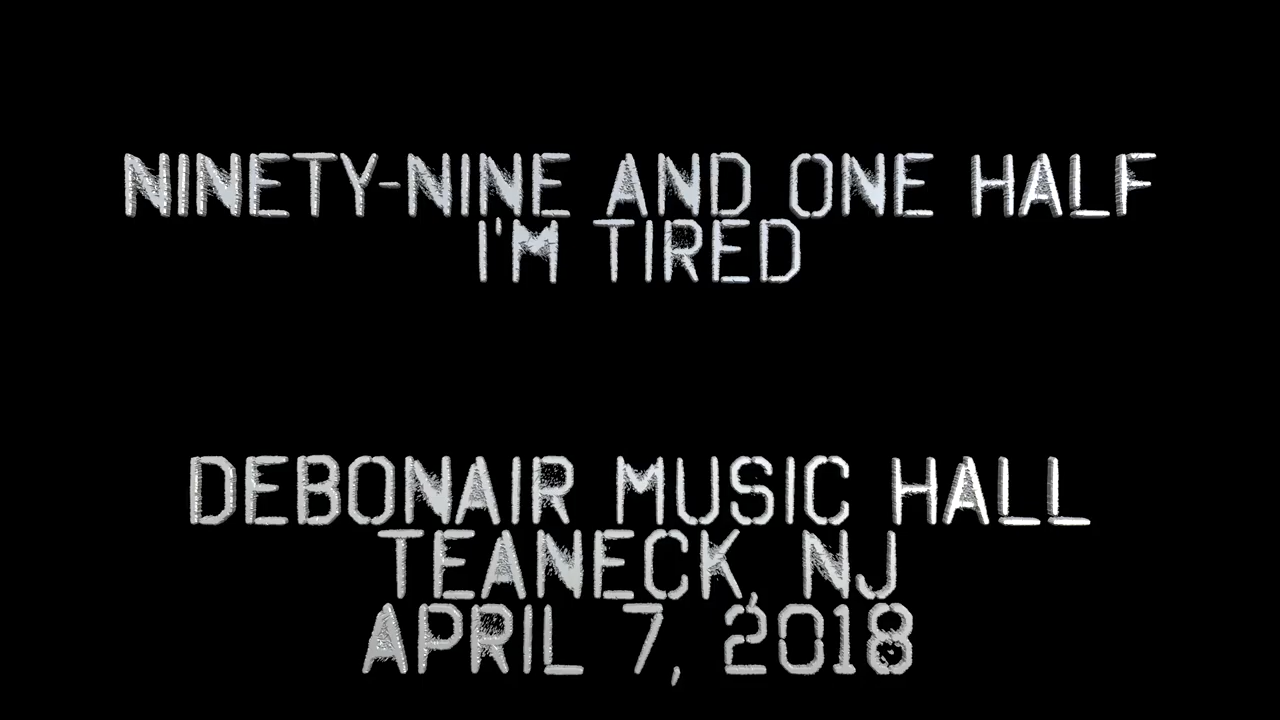 NINETY-NINE AND ONE HALF
I'M TIRED
DEBONAIR MUSIC HALL
TEANECK, NJ
APRIL 7, 2018